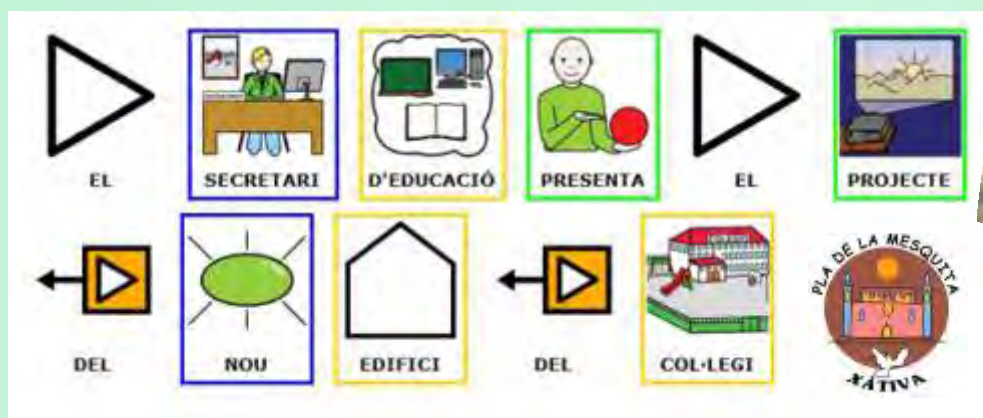 EL SECRETARI D'EDUCACIÓ PRESENTA EL PROJECTE
DEL NOU EDIFICI DEL COL·LEGI
PLA DE LA MESQUITA
XÀTIVA